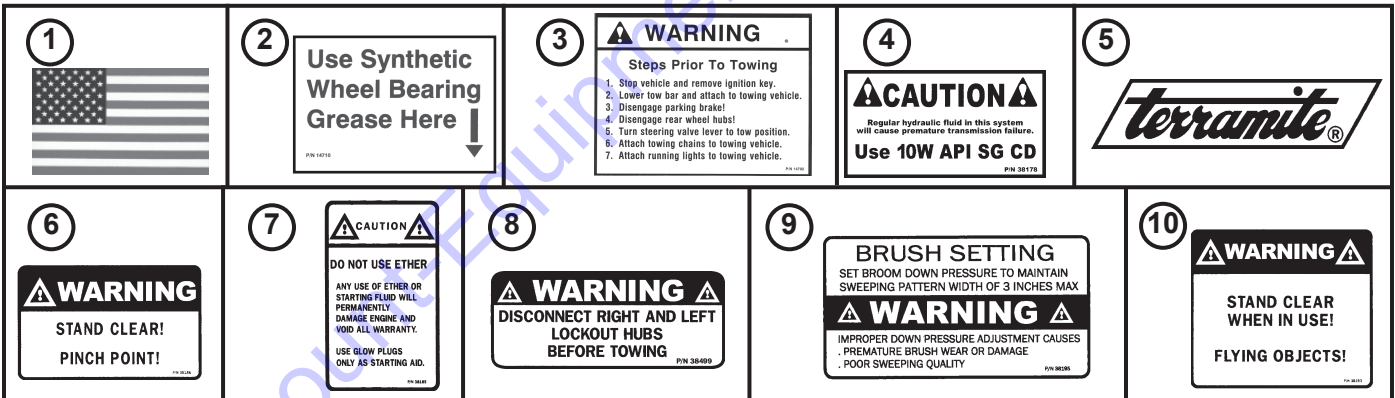 1
2
Use Synthetic
Wheel Bearing
Grease Here
P/N 14710
3
WARNING
Steps Prior To Towing
1. Stop vehicle and remove ignition key.
2. Lower tow bar and attach to towing vehicle.
3. Disengage parking brake!
4. Disengage rear wheel hubs!
5. Turn steering valve lever to tow position.
6. Attach towing chains to towing vehicle.
7. Attach running lights to towing vehicle.
P/N
4
CAUTION
Regular hydraulic fluid in this system
will cause premature transmission failure.
Use 10W API SG CD
P/N 38178
5
terramite®
6
WARNING
STAND CLEAR!
PINCH POINT!
P/N
7
CAUTION
DO NOT USE ETHER
ANY USE OF ETHER OR
STARTING FLUID WILL
PERMANENTLY
DAMAGE ENGINE AND
VOID ALL WARRANTY.
USE GLOW PLUGS
ONLY AS STARTING AID.
P/N
8
WARNING
DISCONNECT RIGHT AND LEFT
LOCKOUT HUBS
BEFORE TOWING
P/N 38499
9
BRUSH SETTING
SET BROOM DOWN PRESSURE TO MAINTAIN
SWEEPING PATTERN WIDTH OF 3 INCHES MAX
WARNING
IMPROPER DOWN PRESSURE ADJUSTMENT CAUSES
. PREMATURE BRUSH WEAR OR DAMAGE
. POOR SWEEPING QUALITY
P/N 38195
10
WARNING
STAND CLEAR
WHEN IN USE!
FLYING OBJECTS!
P/N